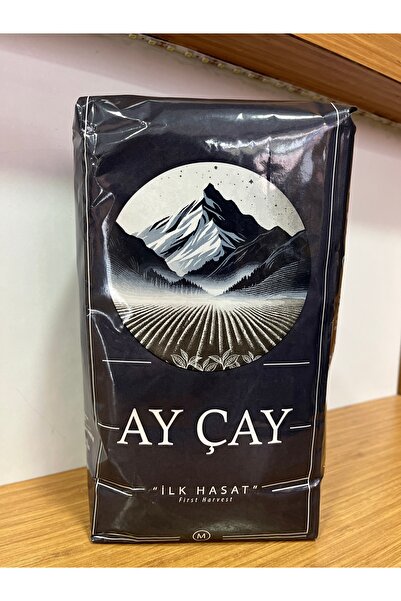 AY ÇAY
"İLK HASAT"
First Harvest
M